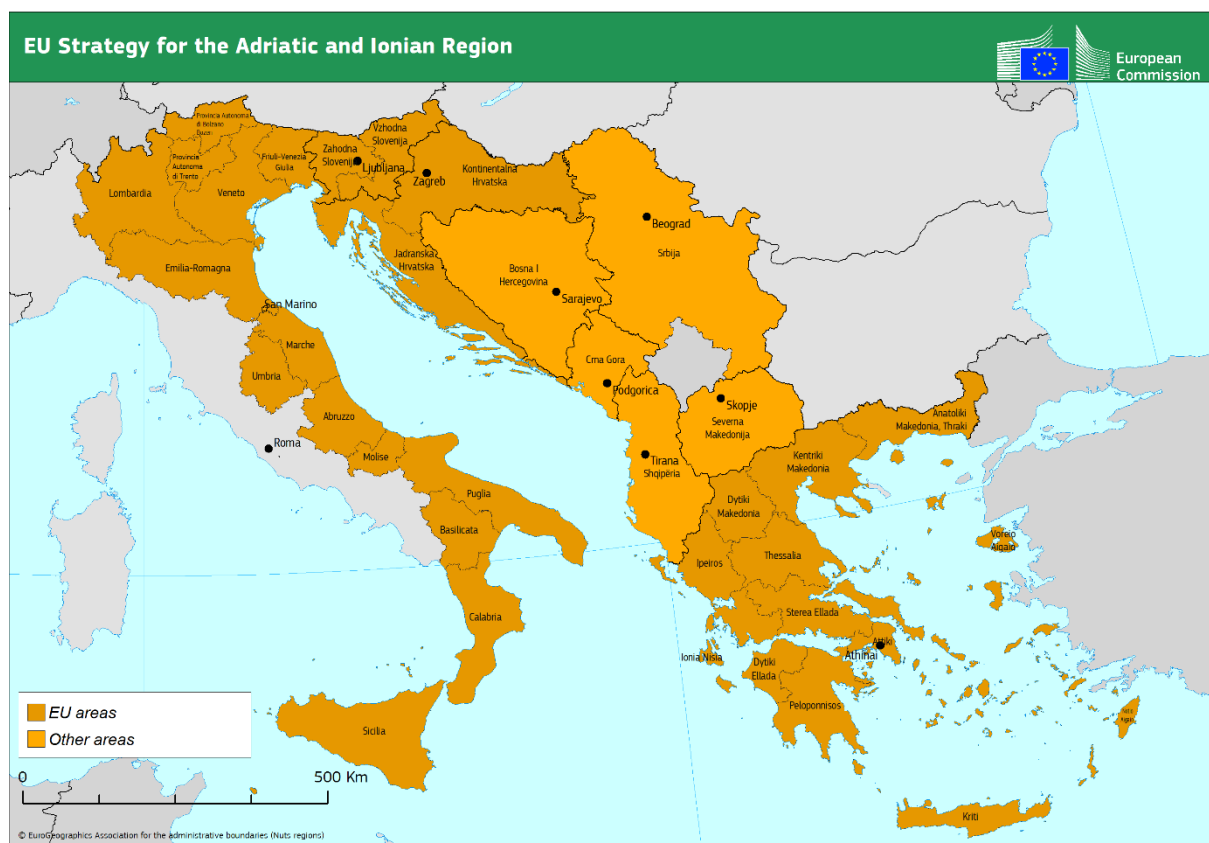 EU Strategy for the Adriatic and Ionian Region
European
Commission
Provincia Autonoma
di Bolzano
Provincia
Autonoma
di Trento
Friuli-Venezia
Giulia
Lombardia
Veneto
Emilia-Romagna
Zahodna
Slovenija
Vzhodna
Slovenija
Ljubljana
Zagreb
Kontinentalna
Hrvatska
Jadranska
Hrvatska
Bosna I
Hercegovina
Sarajevo
Beograd
Srbija
San Marino
Marche
Umbria
Abruzzo
Roma
Molise
Puglia
Basilicata
Calabria
Sicilia
Crna Gora
Podgorica
Skopje
Severna
Makedonija
Tirana
Shqipëria
Anatoliki
Makedonia, Thraki
Kentriki
Makedonia
Dytiki
Makedonia
Ipeiros
Thessalia
Voreio
Aigaio
Sterea Ellada
Ionia Nisia
Attiki
Athinai
Dytiki
Ellada
Peloponnisos
Aigaio
Kriti
EU areas
Other areas
0
500 Km
© EuroGeographics Association for the administrative boundaries (Nuts regions)